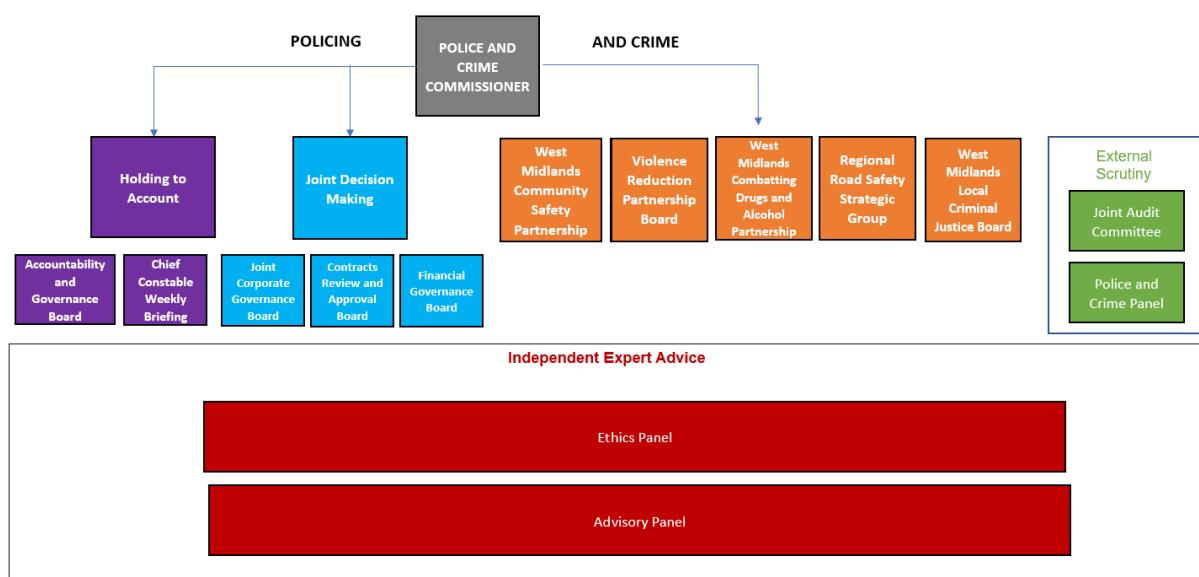 POLICING
POLICE AND
CRIME
COMMISSIONER
AND CRIME
Holding to
Account
Joint Decision
Making
West
Midlands
Community
Safety
Partnership
Violence
Reduction
Partnership
Board
West
Midlands
Combatting
Drugs and
Alcohol
Partnership
Regional
Road Safety
Strategic
Group
West
Midlands
Local
Criminal
Justice Board
External
Scrutiny
Joint Audit
Committee
Police and
Crime Panel
Accountability
and
Governance
Board
Chief
Constable
Weekly
Briefing
Joint
Corporate
Governance
Board
Contracts
Review and
Approval
Board
Financial
Governance
Board
Independent Expert Advice
Ethics Panel
Advisory Panel